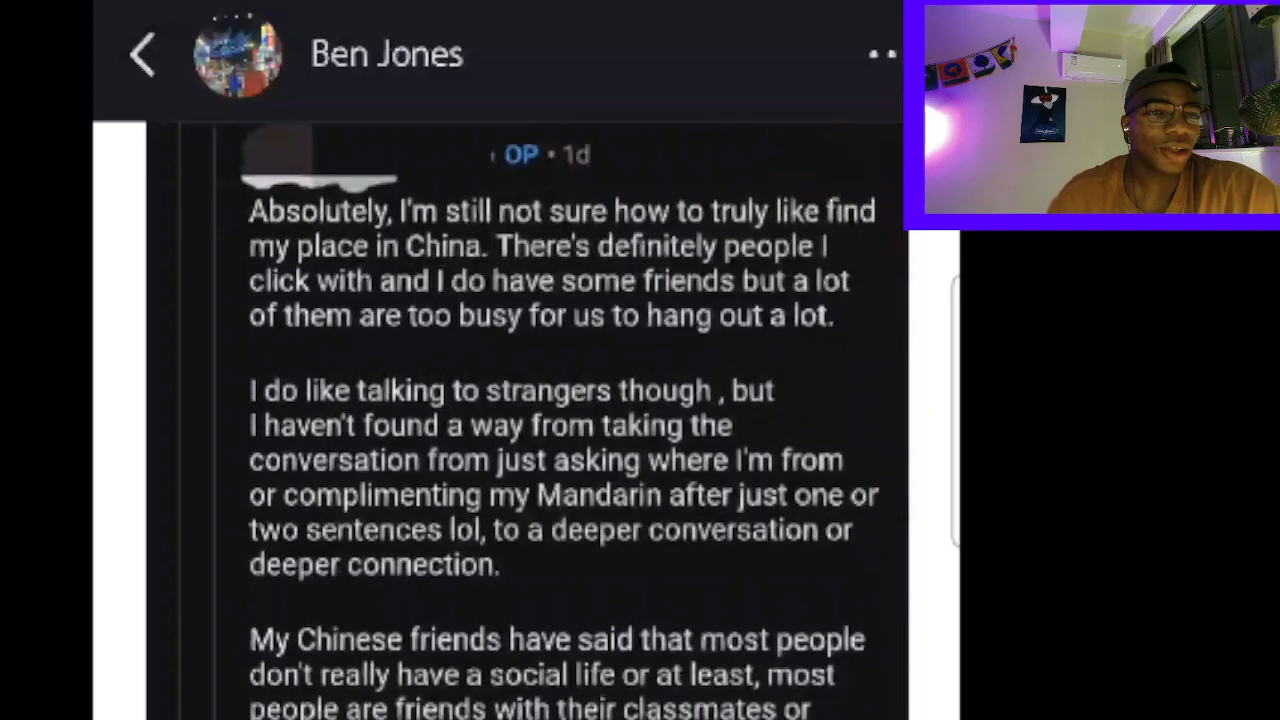 Ben Jones
OP • 1d
Absolutely, I'm still not sure how to truly like find
my place in China. There's definitely people I
click with and I do have some friends but a lot
of them are too busy for us to hang out a lot.
I do like talking to strangers though , but
I haven't found a way from taking the
conversation from just asking where I'm from
or complimenting my Mandarin after just one or
two sentences lol, to a deeper conversation or
deeper connection.
My Chinese friends have said that most people
don't really have a social life or at least, most
people are friends with their classmates or